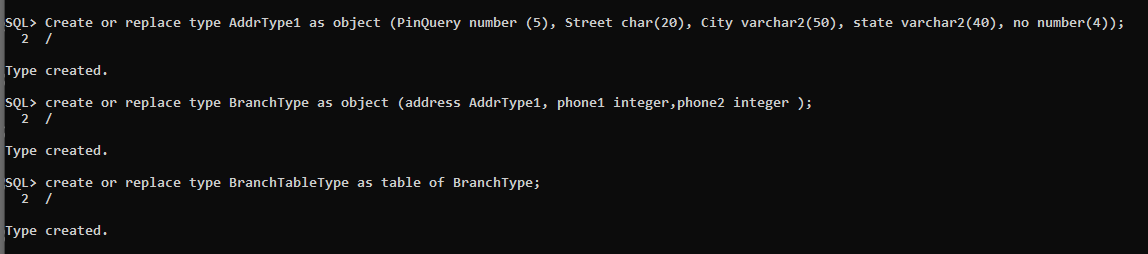 SQL> Create or replace type AddrType1 as object (PinQuery number (5), Street char(20), City varchar2(50), state varchar2(40), no number(4));
2 /
Type created.
SQL> create or replace type BranchType as object (address AddrType1, phone1 integer,phone2 integer );
2 /
Type created.
SQL> create or replace type BranchTableType as table of BranchType;
2 /
Type created.